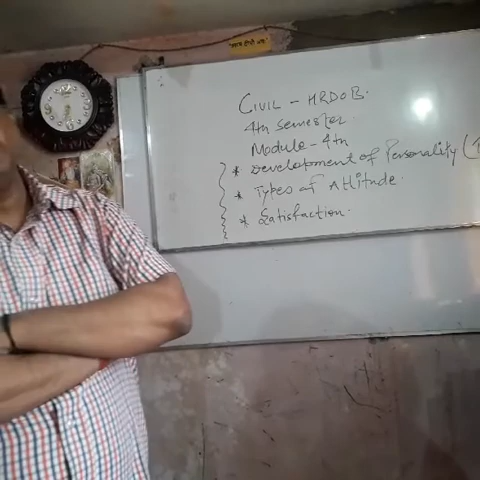 CIVIL - HRDOB.
4th semester
Module - 4th
* Development of Personality (
* Types of Attitude.
* Satisfaction.